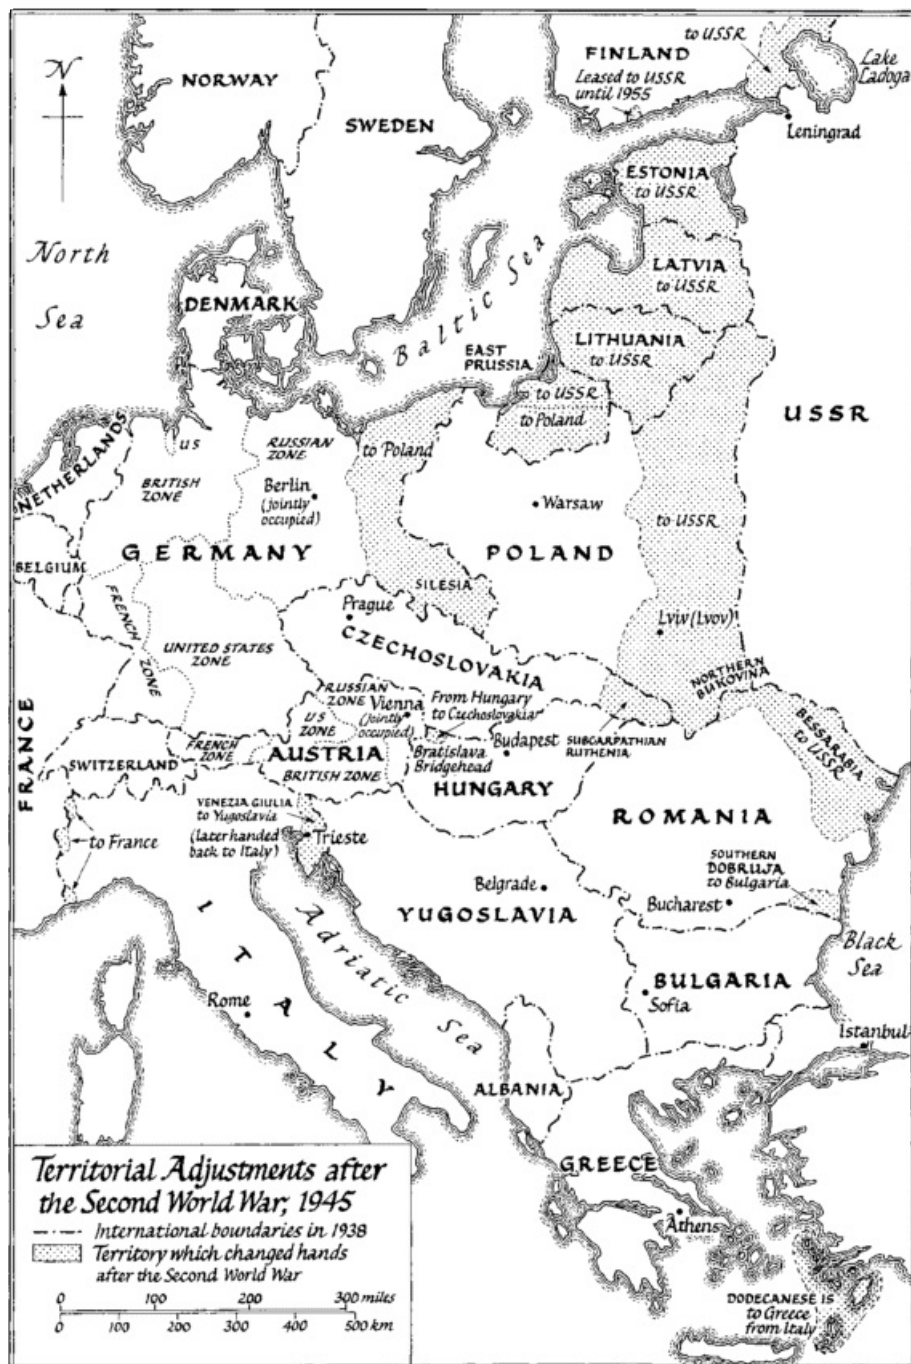 N
NORWAY
SWEDEN
FINLAND
to USSR
Leased to USSR
until 1955
Lake
Ladoga
Leningrad
ESTONIA
to USSR
North
Sea
LATVIA
to USSR
DENMARK
Baltic Sea
LITHUANIA
to USSR
EAST
PRUSSIA
to USSR
to Poland
USSR
NETHERLANDS
US
BRITISH
ZONE
RUSSIAN
ZONE
Berlin
(jointly
occupied)
to Poland
Warsaw
to USSR
GERMANY
POLAND
BELGIUM
SILESIA
FRENCH
ZONE
Prague
Lviv (Lvov)
UNITED STATES
ZONE
CZECHOSLOVAKIA
NORTHERN
BUKOVINA
FRANCE
RUSSIAN
ZONE
Vienna
(jointly
occupied)
US
ZONE
From Hungary
to Czechoslovakia
Bratislava
Bridgehead
Budapest
SUBCARPATHIAN
RUTHENIA
BESSARABIA
to USSR
SWITZERLAND
FRENCH
ZONE
AUSTRIA
BRITISH ZONE
HUNGARY
ROMANIA
VENEZIA GIULIA
to Yugoslavia
(later handed
back to Italy)
Trieste
to France
SOUTHERN
DOBRUJA
to Bulgaria
Belgrade
Bucharest
YUGOSLAVIA
ITALY
Adriatic Sea
Black
Sea
BULGARIA
Sofia
Rome
Istanbul
ALBANIA
GREECE
Athens
DODECANESE IS
to Greece
from Italy
Territorial Adjustments after
the Second World War, 1945
International boundaries in 1938
Territory which changed hands
after the Second World War
0 100 200 300 miles
0 100 200 300 400 500 km